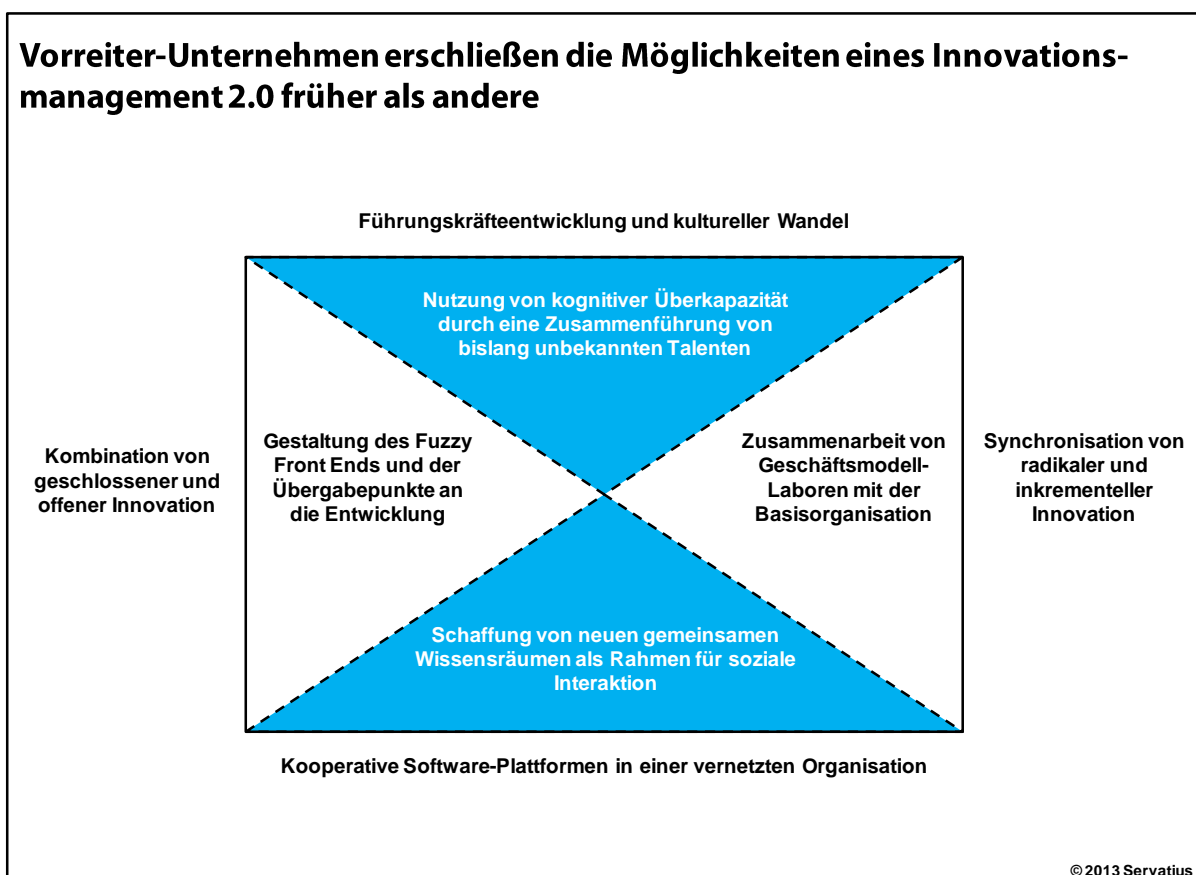 Vorreiter-Unternehmen erschließen die Möglichkeiten eines Innovations-
management 2.0 früher als andere
Führungskräfteentwicklung und kultureller Wandel
Nutzung von kognitiver Überkapazität
durch eine Zusammenführung von
bislang unbekannten Talenten
Kombination von
geschlossener und
offener Innovation
Gestaltung des Fuzzy
Front Ends und der
Übergabepunkte an
die Entwicklung
Zusammenarbeit von
Geschäftsmodell-
Laboren mit der
Basisorganisation
Synchronisation von
radikaler und
inkrementeller
Innovation
Schaffung von neuen gemeinsamen
Wissensräumen als Rahmen für soziale
Interaktion
Kooperative Software-Plattformen in einer vernetzten Organisation
© 2013 Servatius